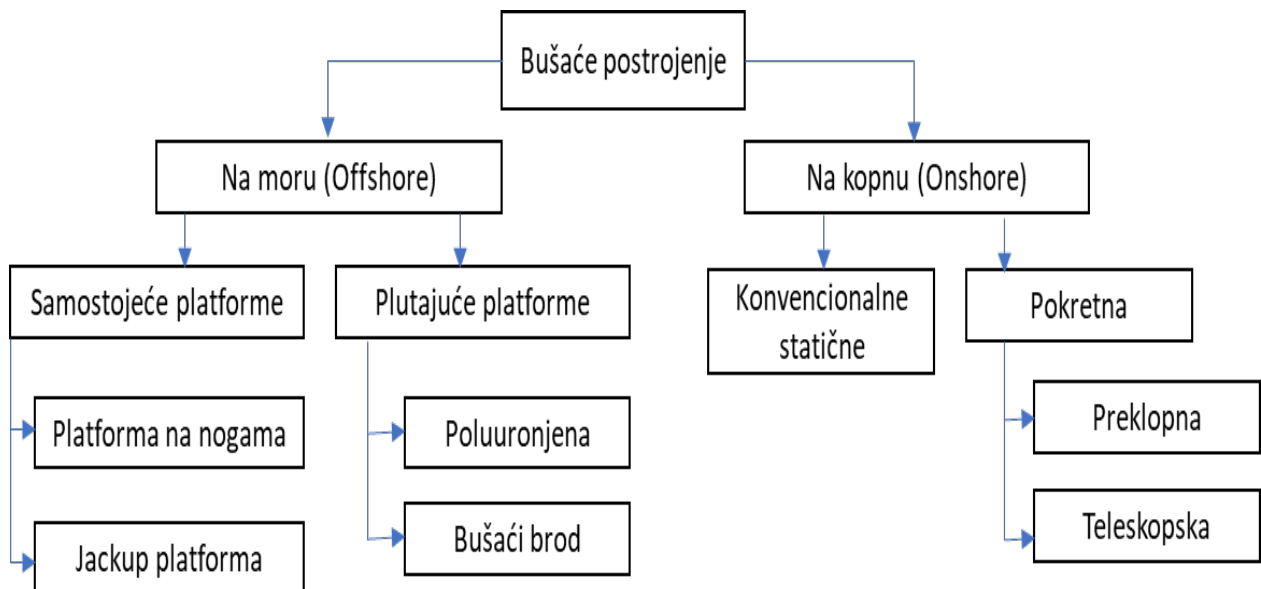 Bušaće postrojenje
Na moru (Offshore)
Na kopnu (Onshore)
Samostojeće platforme
Plutajuće platforme
Konvencionalne
statične
Pokretna
Platforma na nogama
Poluuronjena
Preklopna
Jackup platforma
Bušaći brod
Teleskopska